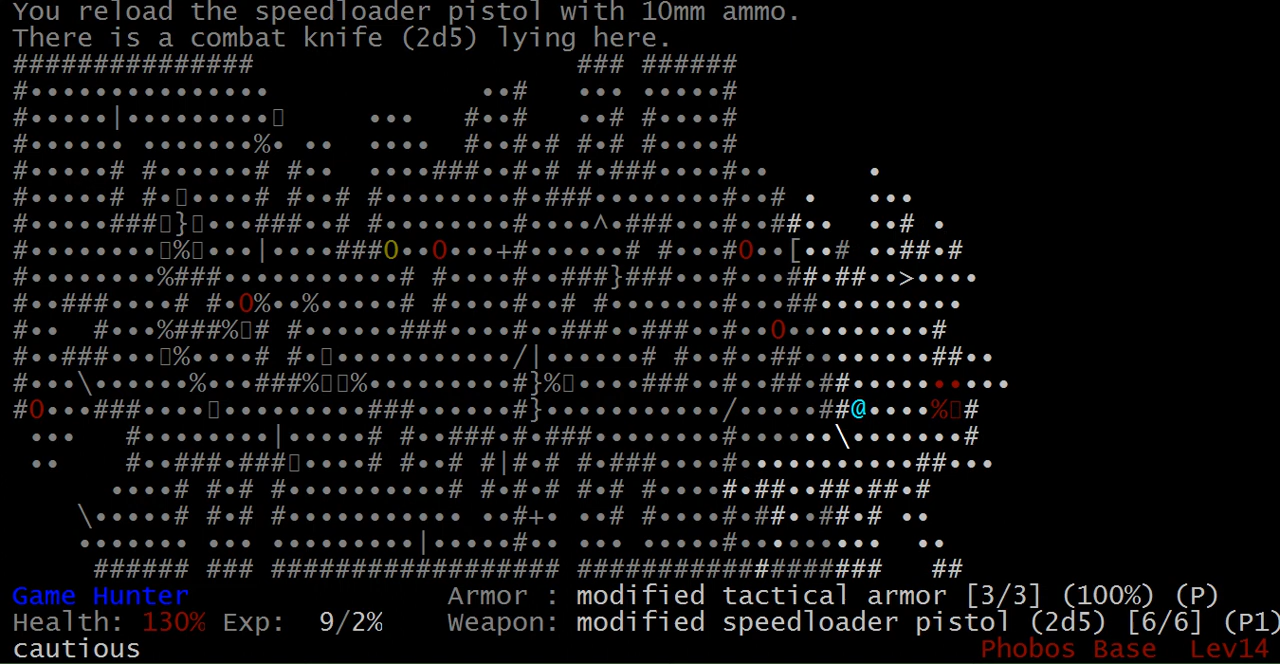 You reload the speedloader pistol with 10mm ammo.
There is a combat knife (2d5) lying here.
Game Hunter Armor : modified tactical armor [3/3] (100%) (P)
Health: 130% Exp: 9/2% Weapon: modified speedloader pistol (2d5) [6/6] (P1)
cautious Phobos Base Lev14